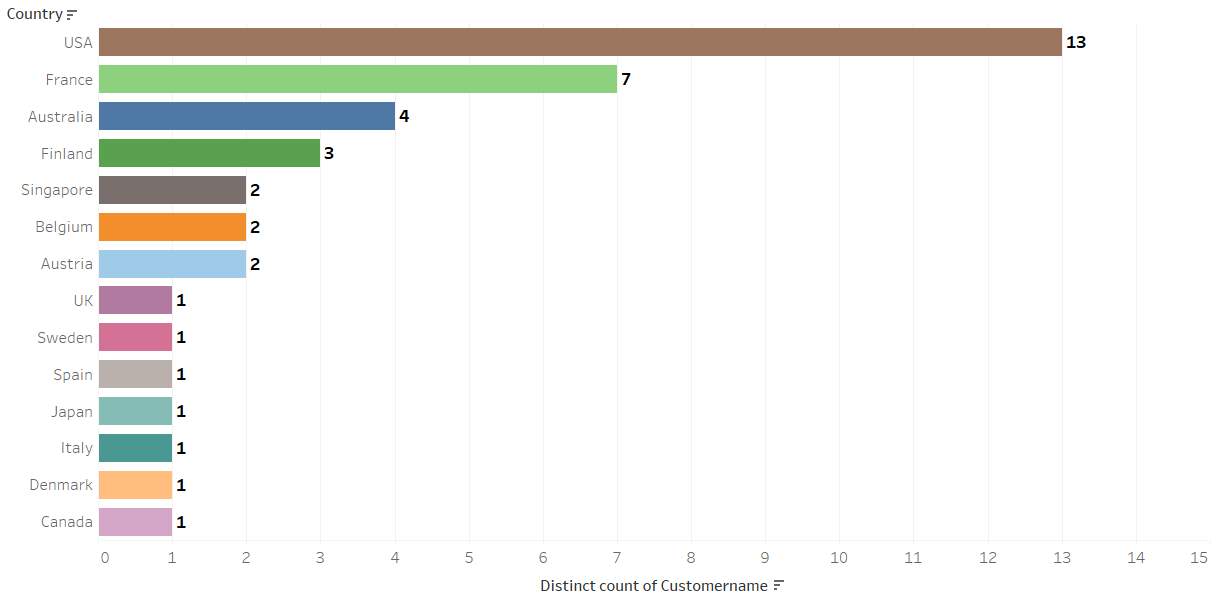 Country
USA 13
France 7
Australia 4
Finland 3
Singapore 2
Belgium 2
Austria 2
UK 1
Sweden 1
Spain 1
Japan 1
Italy 1
Denmark 1
Canada 1
0 1 2 3 4 5 6 7 8 9 10 11 12 13 14 15
Distinct count of Customername